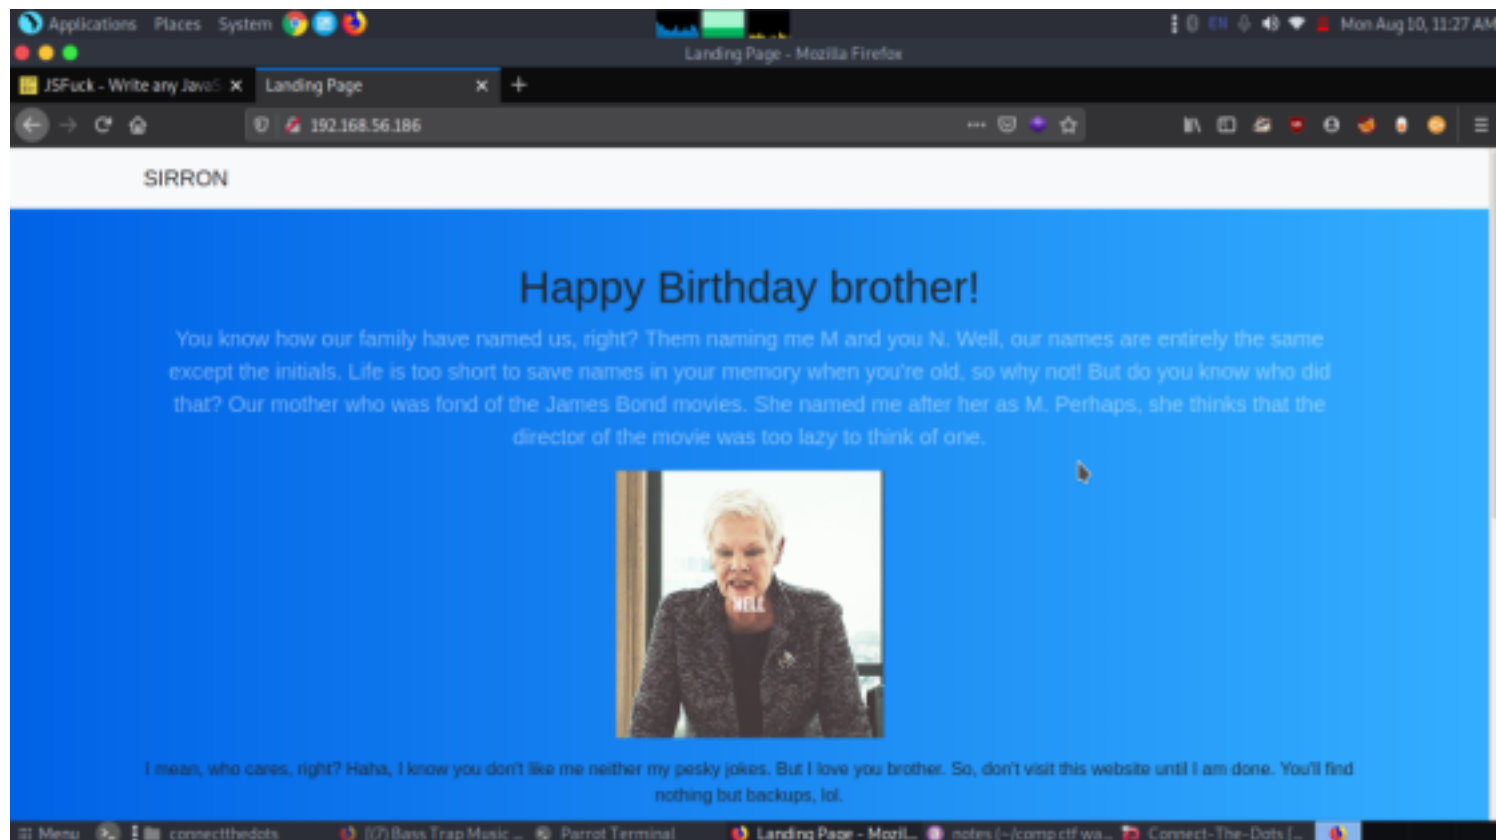 Applications Places System EN Mon Aug 10, 11:27 AM
Landing Page - Mozilla Firefox
JSFuck - Write any JavaS Landing Page
192.168.56.186
SIRRON
Happy Birthday brother!
You know how our family have named us, right? Them naming me M and you N. Well, our names are entirely the same
except the initials. Life is too short to save names in your memory when you're old, so why not! But do you know who did
that? Our mother who was fond of the James Bond movies. She named me after her as M. Perhaps, she thinks that the
director of the movie was too lazy to think of one.
I mean, who cares, right? Haha, I know you don't like me neither my pesky jokes. But I love you brother. So, don't visit this website until I am done. You'll find
nothing but backups, lol.
Menu connectthedots [(7) Bass Trap Music ... Parrot Terminal Landing Page - Mozil... notes (~/comp ctf wa... Connect-The-Dots [...